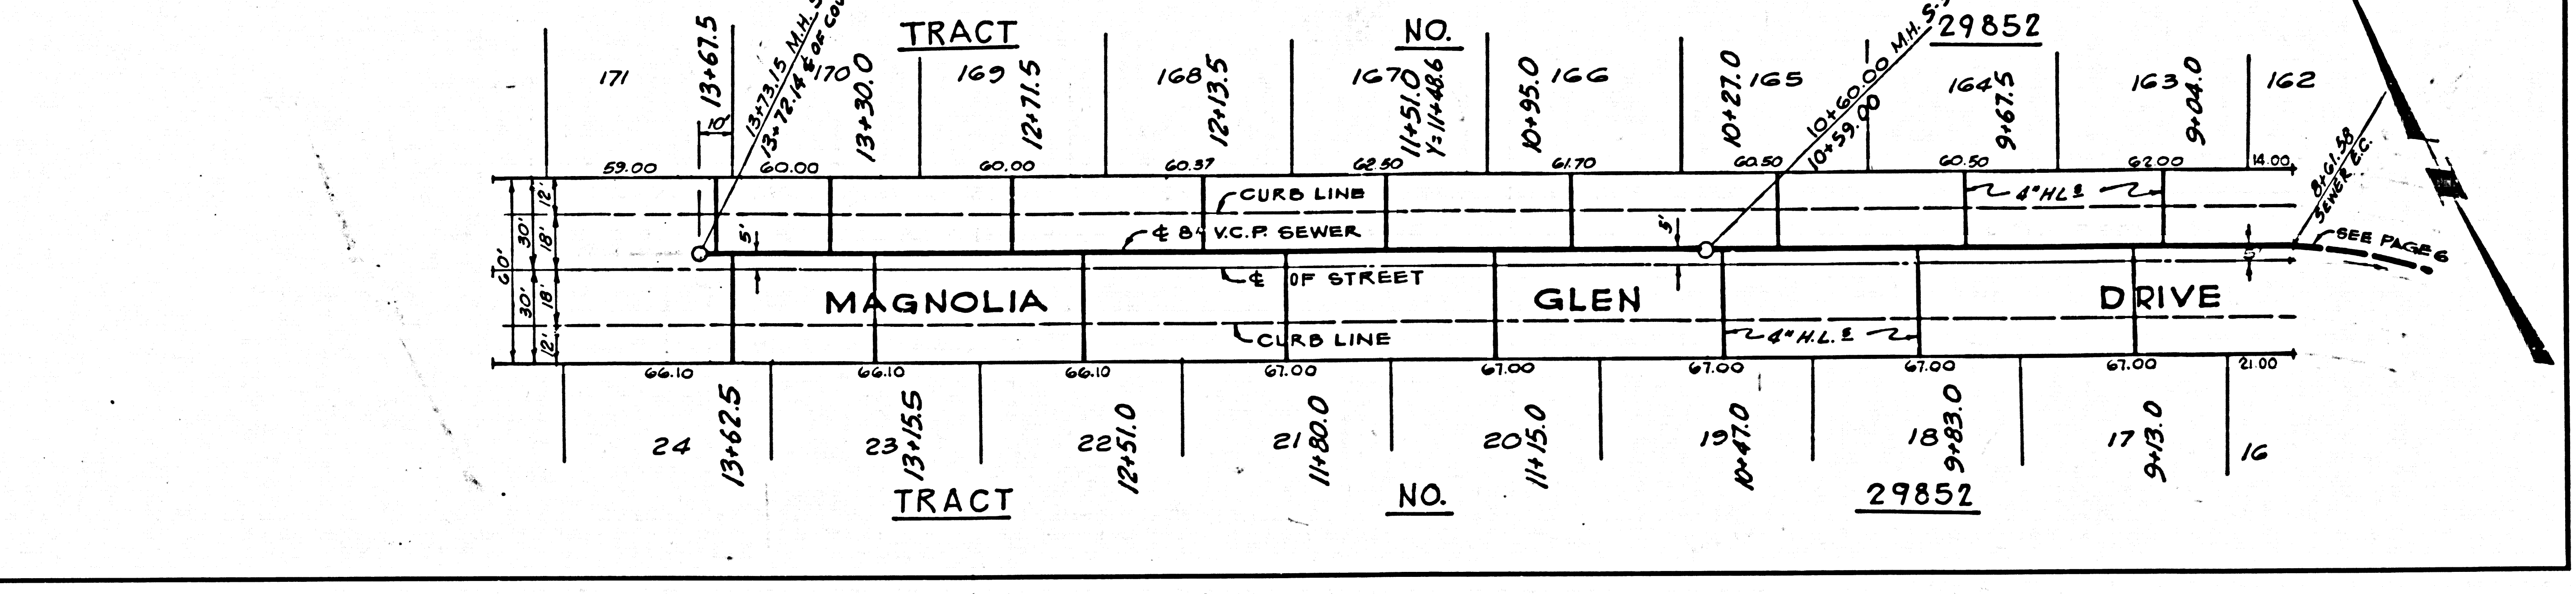 TRACT NO. 29852
171 170 169 168 167 166 165 164 163 162
13+67.5
13+73.15 M.H.
13+72.14 ℄ OF
13+30.0
12+71.5
12+13.5
11+51.0
Y=11+48.6
10+95.0
10+27.0
10+60.00 M.H.
10+59.00
9+67.5
9+04.0
10'
59.00 60.00 60.00 60.37 62.50 61.70 60.50 60.50 62.00 14.00
8+61.58
SEWER E.C.
60' 30' 12' 18' 30' 18' 12'
CURB LINE
4" HLS
5' ℄ 8" V.C.P. SEWER 5'
SEE PAGE 6
5'
℄ OF STREET
MAGNOLIA GLEN DRIVE
CURB LINE
4" H.L.S
66.10 66.10 66.10 67.00 67.00 67.00 67.00 67.00 21.00
24 23 22 21 20 19 18 17 16
13+62.5
13+15.5
12+51.0
11+80.0
11+15.0
10+47.0
9+83.0
9+13.0
TRACT NO. 29852